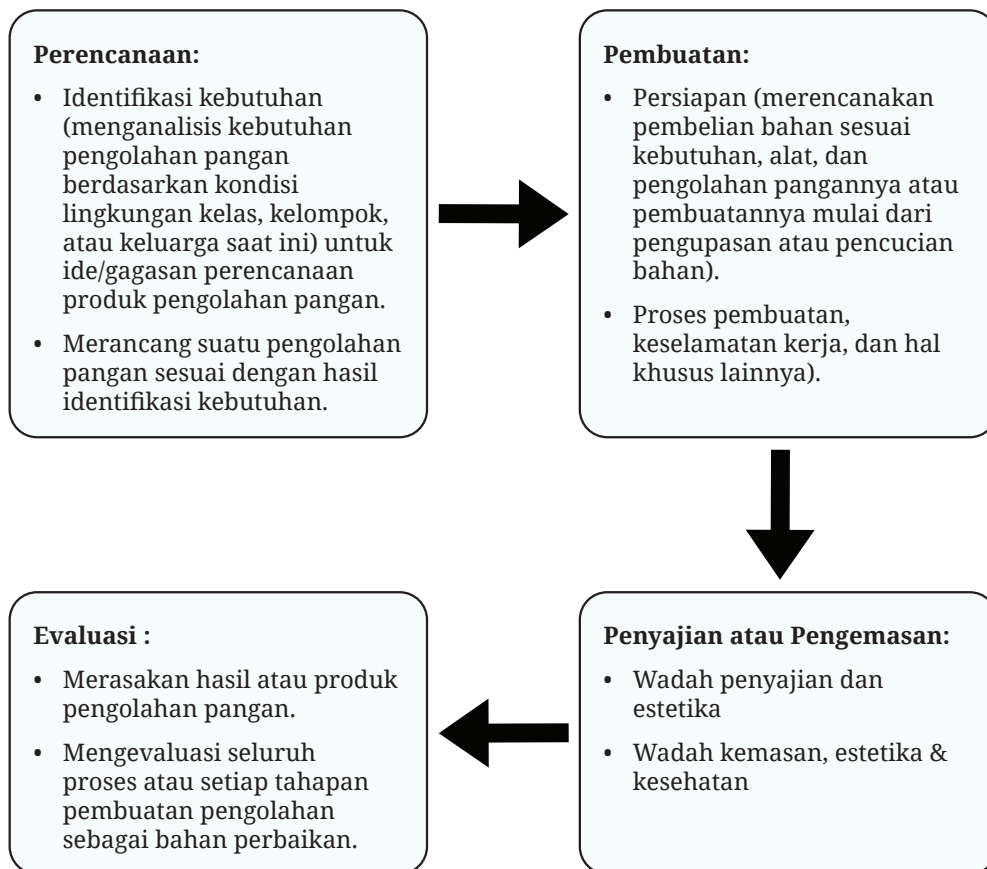 Perencanaan:
• Identifikasi kebutuhan
(menganalisis kebutuhan
pengolahan pangan
berdasarkan kondisi
lingkungan kelas, kelompok,
atau keluarga saat ini) untuk
ide/gagasan perencanaan
produk pengolahan pangan.
• Merancang suatu pengolahan
pangan sesuai dengan hasil
identifikasi kebutuhan.
Pembuatan:
• Persiapan (merencanakan
pembelian bahan sesuai
kebutuhan, alat, dan
pengolahan pangannya atau
pembuatannya mulai dari
pengupasan atau pencucian
bahan).
• Proses pembuatan,
keselamatan kerja, dan hal
khusus lainnya).
Penyajian atau Pengemasan:
• Wadah penyajian dan
estetika
• Wadah kemasan, estetika &
kesehatan
Evaluasi :
• Merasakan hasil atau produk
pengolahan pangan.
• Mengevaluasi seluruh
proses atau setiap tahapan
pembuatan pengolahan
sebagai bahan perbaikan.